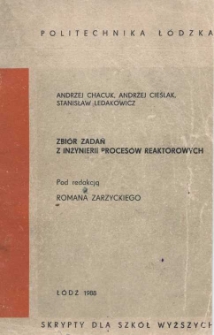 POLITECHNIKA ŁÓDZKA
ANDRZEJ CHACUK, ANDRZEJ CIEŚLAK,
STANISŁAW LEDAKOWICZ
ZBIÓR ZADAŃ
Z INŻYNIERII PROCESÓW REAKTOROWYCH
Pod redakcją
ROMANA ZARZYCKIEGO
ŁÓDŹ 1988
SKRYPTY DLA SZKÓŁ WYŻSZYCH